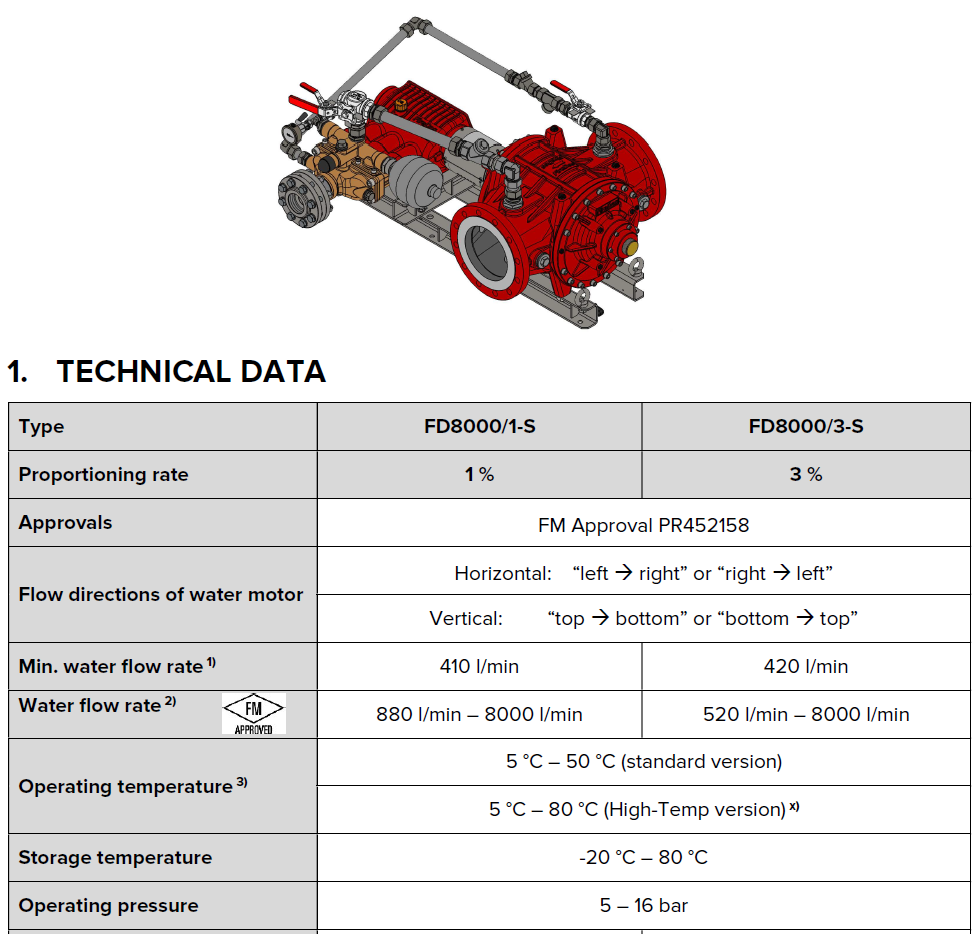 1. TECHNICAL DATA
Type FD8000/1-S FD8000/3-S
Proportioning rate 1 % 3 %
Approvals FM Approval PR452158
Flow directions of water motor
Horizontal: “left → right” or “right → left”
Vertical: “top → bottom” or “bottom → top”
Min. water flow rate 1) 410 l/min 420 l/min
Water flow rate 2) FM APPROVED 880 l/min – 8000 l/min 520 l/min – 8000 l/min
Operating temperature 3)
5 °C – 50 °C (standard version)
5 °C – 80 °C (High-Temp version) x)
Storage temperature -20 °C – 80 °C
Operating pressure 5 – 16 bar